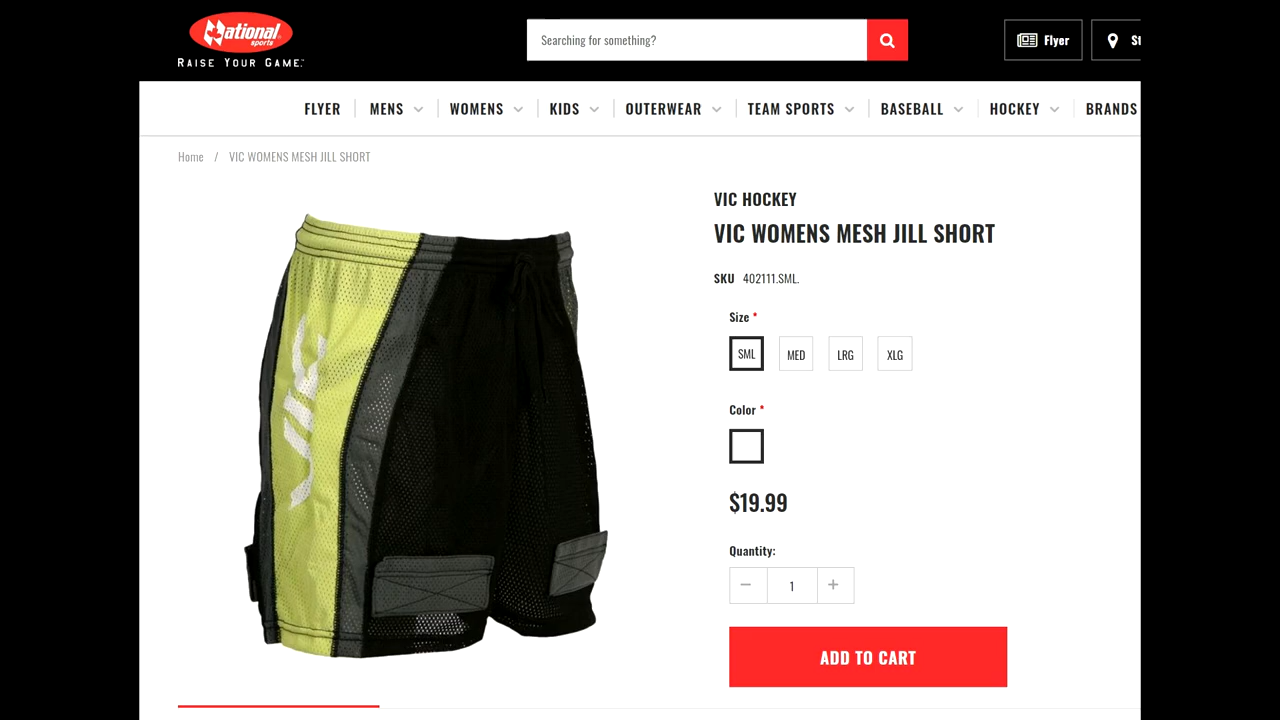 National
sports
RAISE YOUR GAME™
Searching for something?
Flyer
FLYER
MENS
WOMENS
KIDS
OUTERWEAR
TEAM SPORTS
BASEBALL
HOCKEY
BRANDS
Home / VIC WOMENS MESH JILL SHORT
VIC
VIC HOCKEY
VIC WOMENS MESH JILL SHORT
SKU 402111.SML.
Size *
SML
MED
LRG
XLG
Color *
$19.99
Quantity:
− 1 +
ADD TO CART